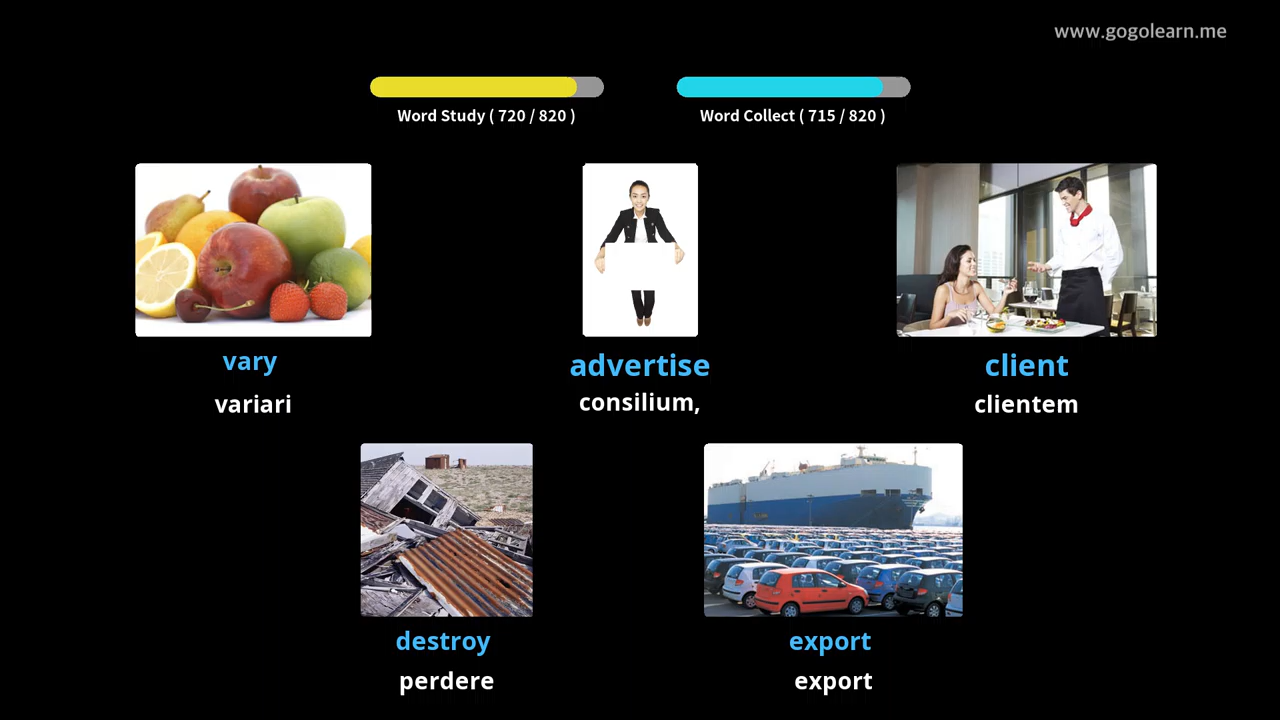 www.gogolearn.me
Word Study ( 720 / 820 )
Word Collect ( 715 / 820 )
vary
variari
advertise
consilium,
client
clientem
destroy
perdere
export
export